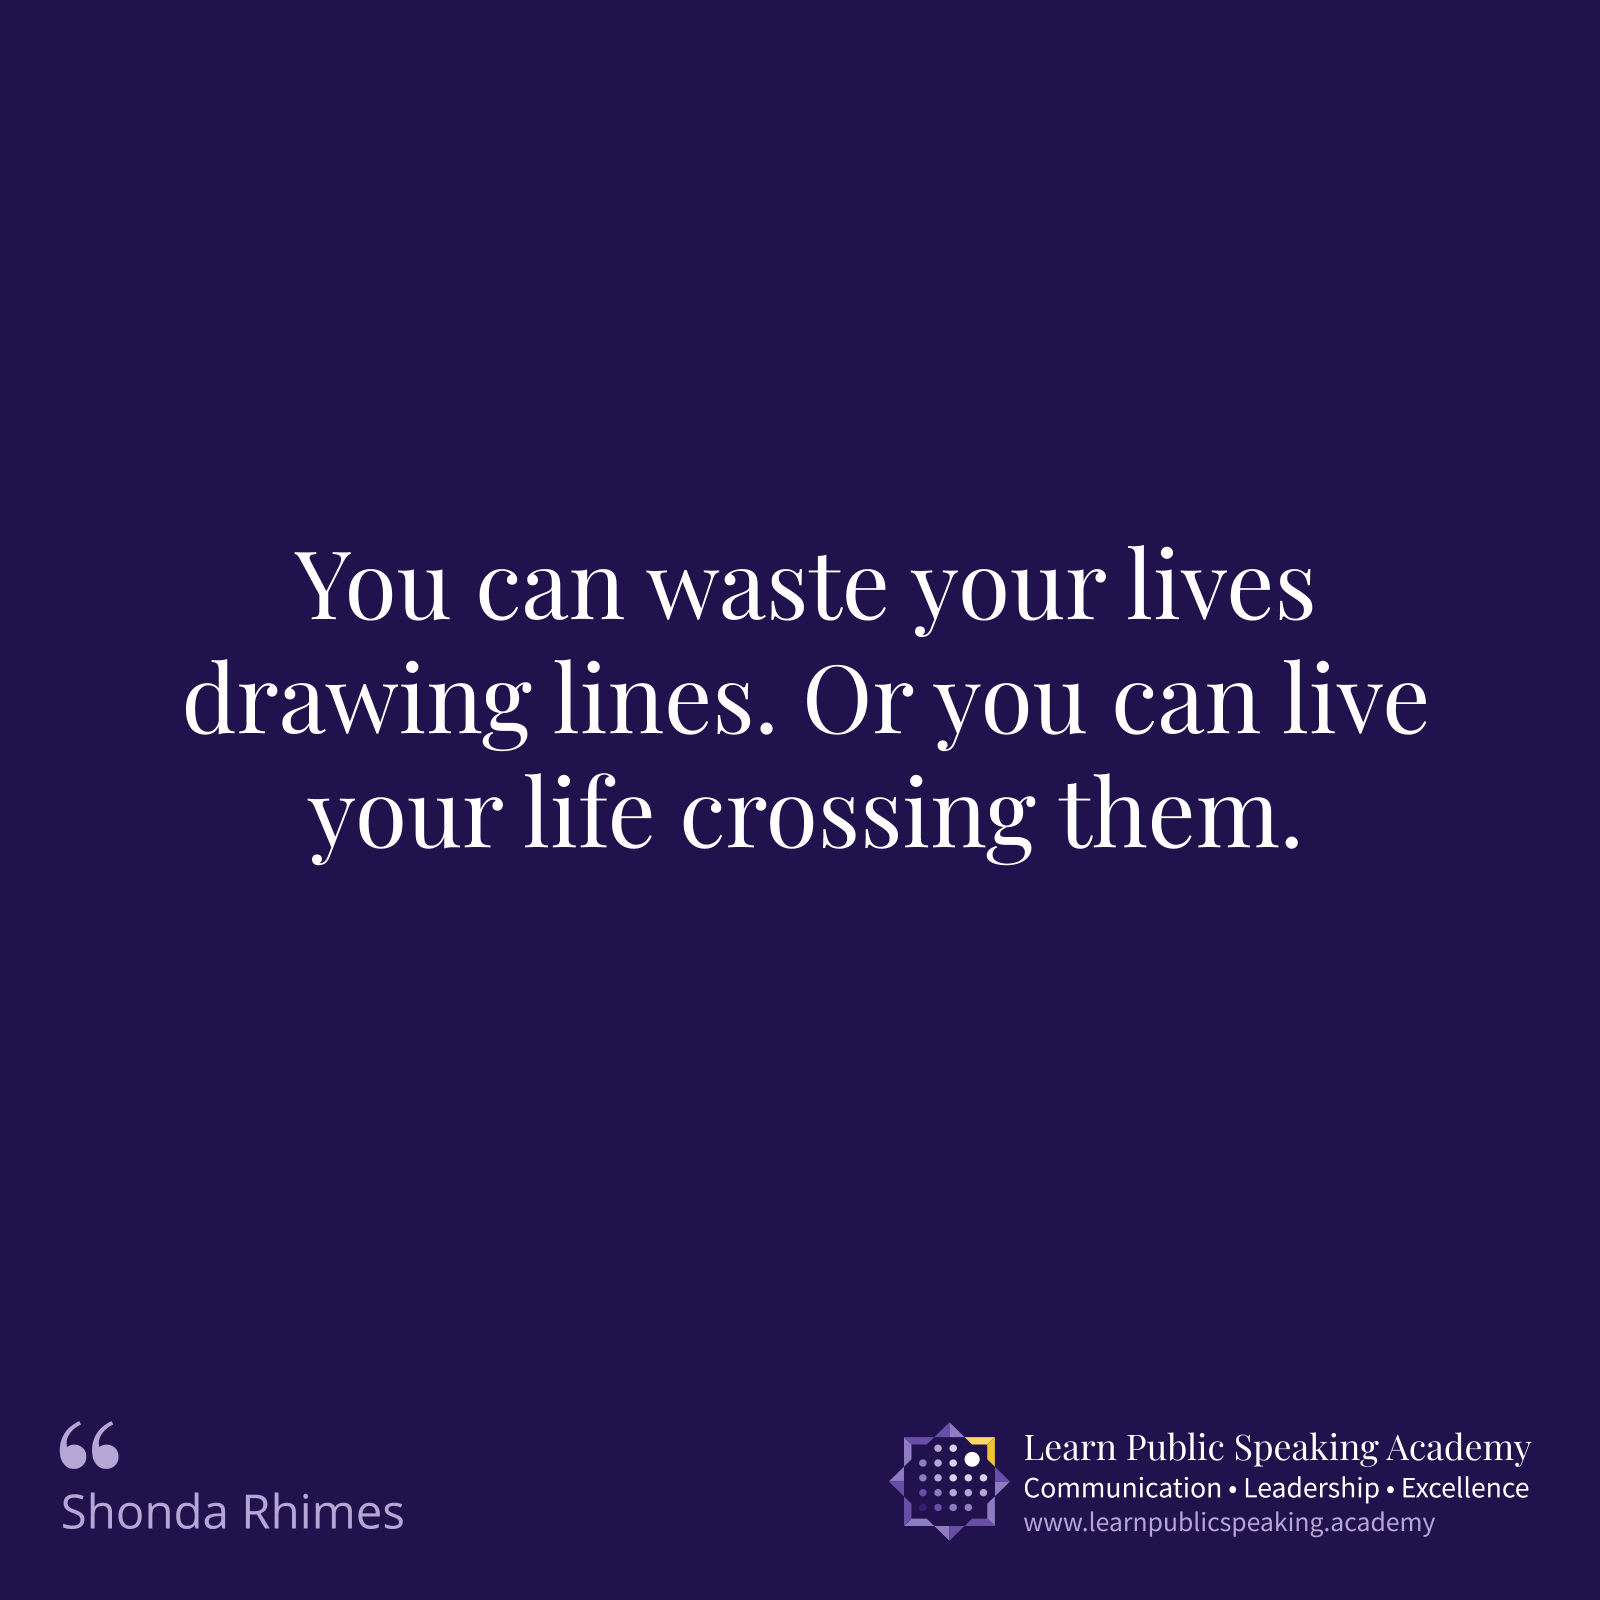 You can waste your lives
drawing lines. Or you can live
your life crossing them.
“
Shonda Rhimes
Learn Public Speaking Academy
Communication • Leadership • Excellence
www.learnpublicspeaking.academy